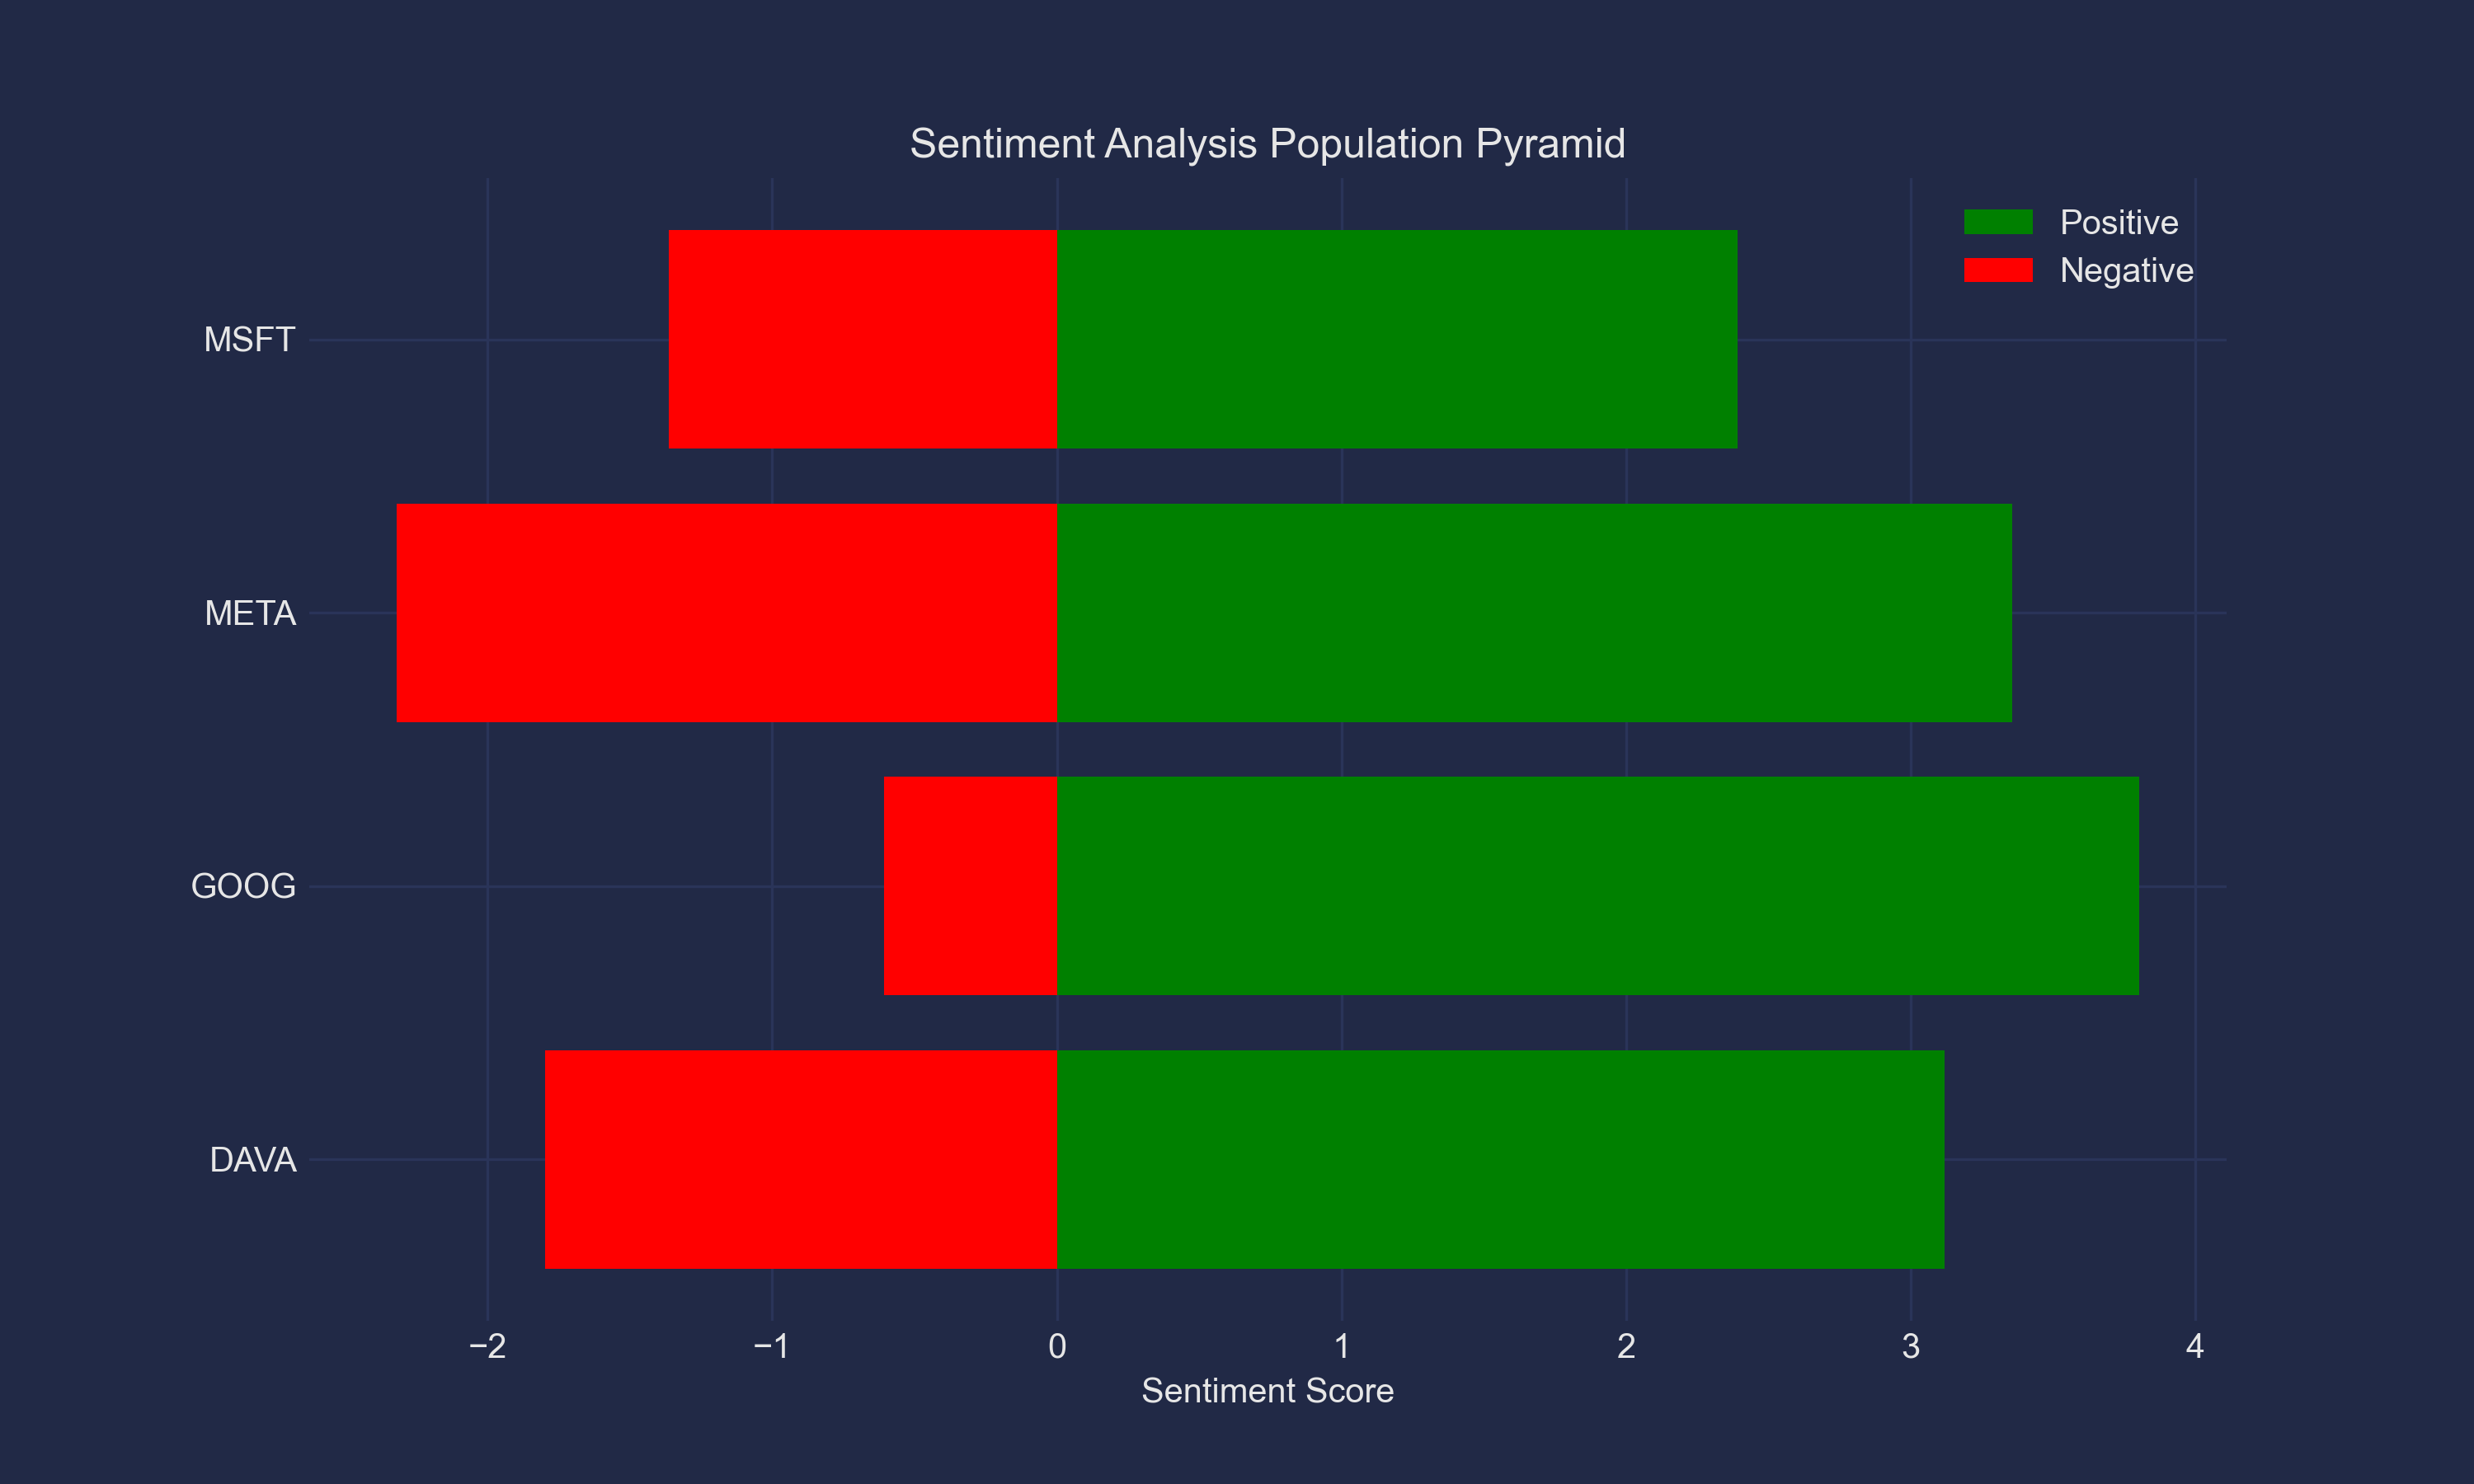 Sentiment Analysis Population Pyramid
Positive
Negative
MSFT
META
GOOG
DAVA
−2 −1 0 1 2 3 4
Sentiment Score